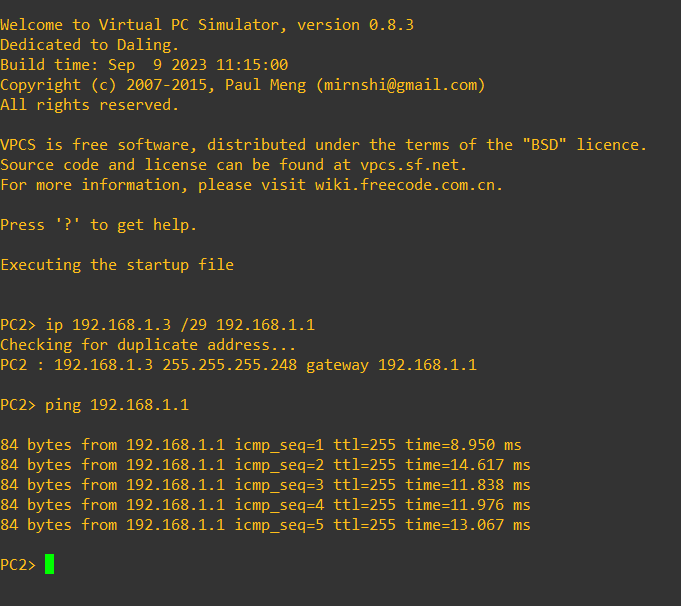 Welcome to Virtual PC Simulator, version 0.8.3
Dedicated to Daling.
Build time: Sep  9 2023 11:15:00
Copyright (c) 2007-2015, Paul Meng (mirnshi@gmail.com)
All rights reserved.
VPCS is free software, distributed under the terms of the "BSD" licence.
Source code and license can be found at vpcs.sf.net.
For more information, please visit wiki.freecode.com.cn.
Press '?' to get help.
Executing the startup file
PC2> ip 192.168.1.3 /29 192.168.1.1
Checking for duplicate address...
PC2 : 192.168.1.3 255.255.255.248 gateway 192.168.1.1
PC2> ping 192.168.1.1
84 bytes from 192.168.1.1 icmp_seq=1 ttl=255 time=8.950 ms
84 bytes from 192.168.1.1 icmp_seq=2 ttl=255 time=14.617 ms
84 bytes from 192.168.1.1 icmp_seq=3 ttl=255 time=11.838 ms
84 bytes from 192.168.1.1 icmp_seq=4 ttl=255 time=11.976 ms
84 bytes from 192.168.1.1 icmp_seq=5 ttl=255 time=13.067 ms
PC2>